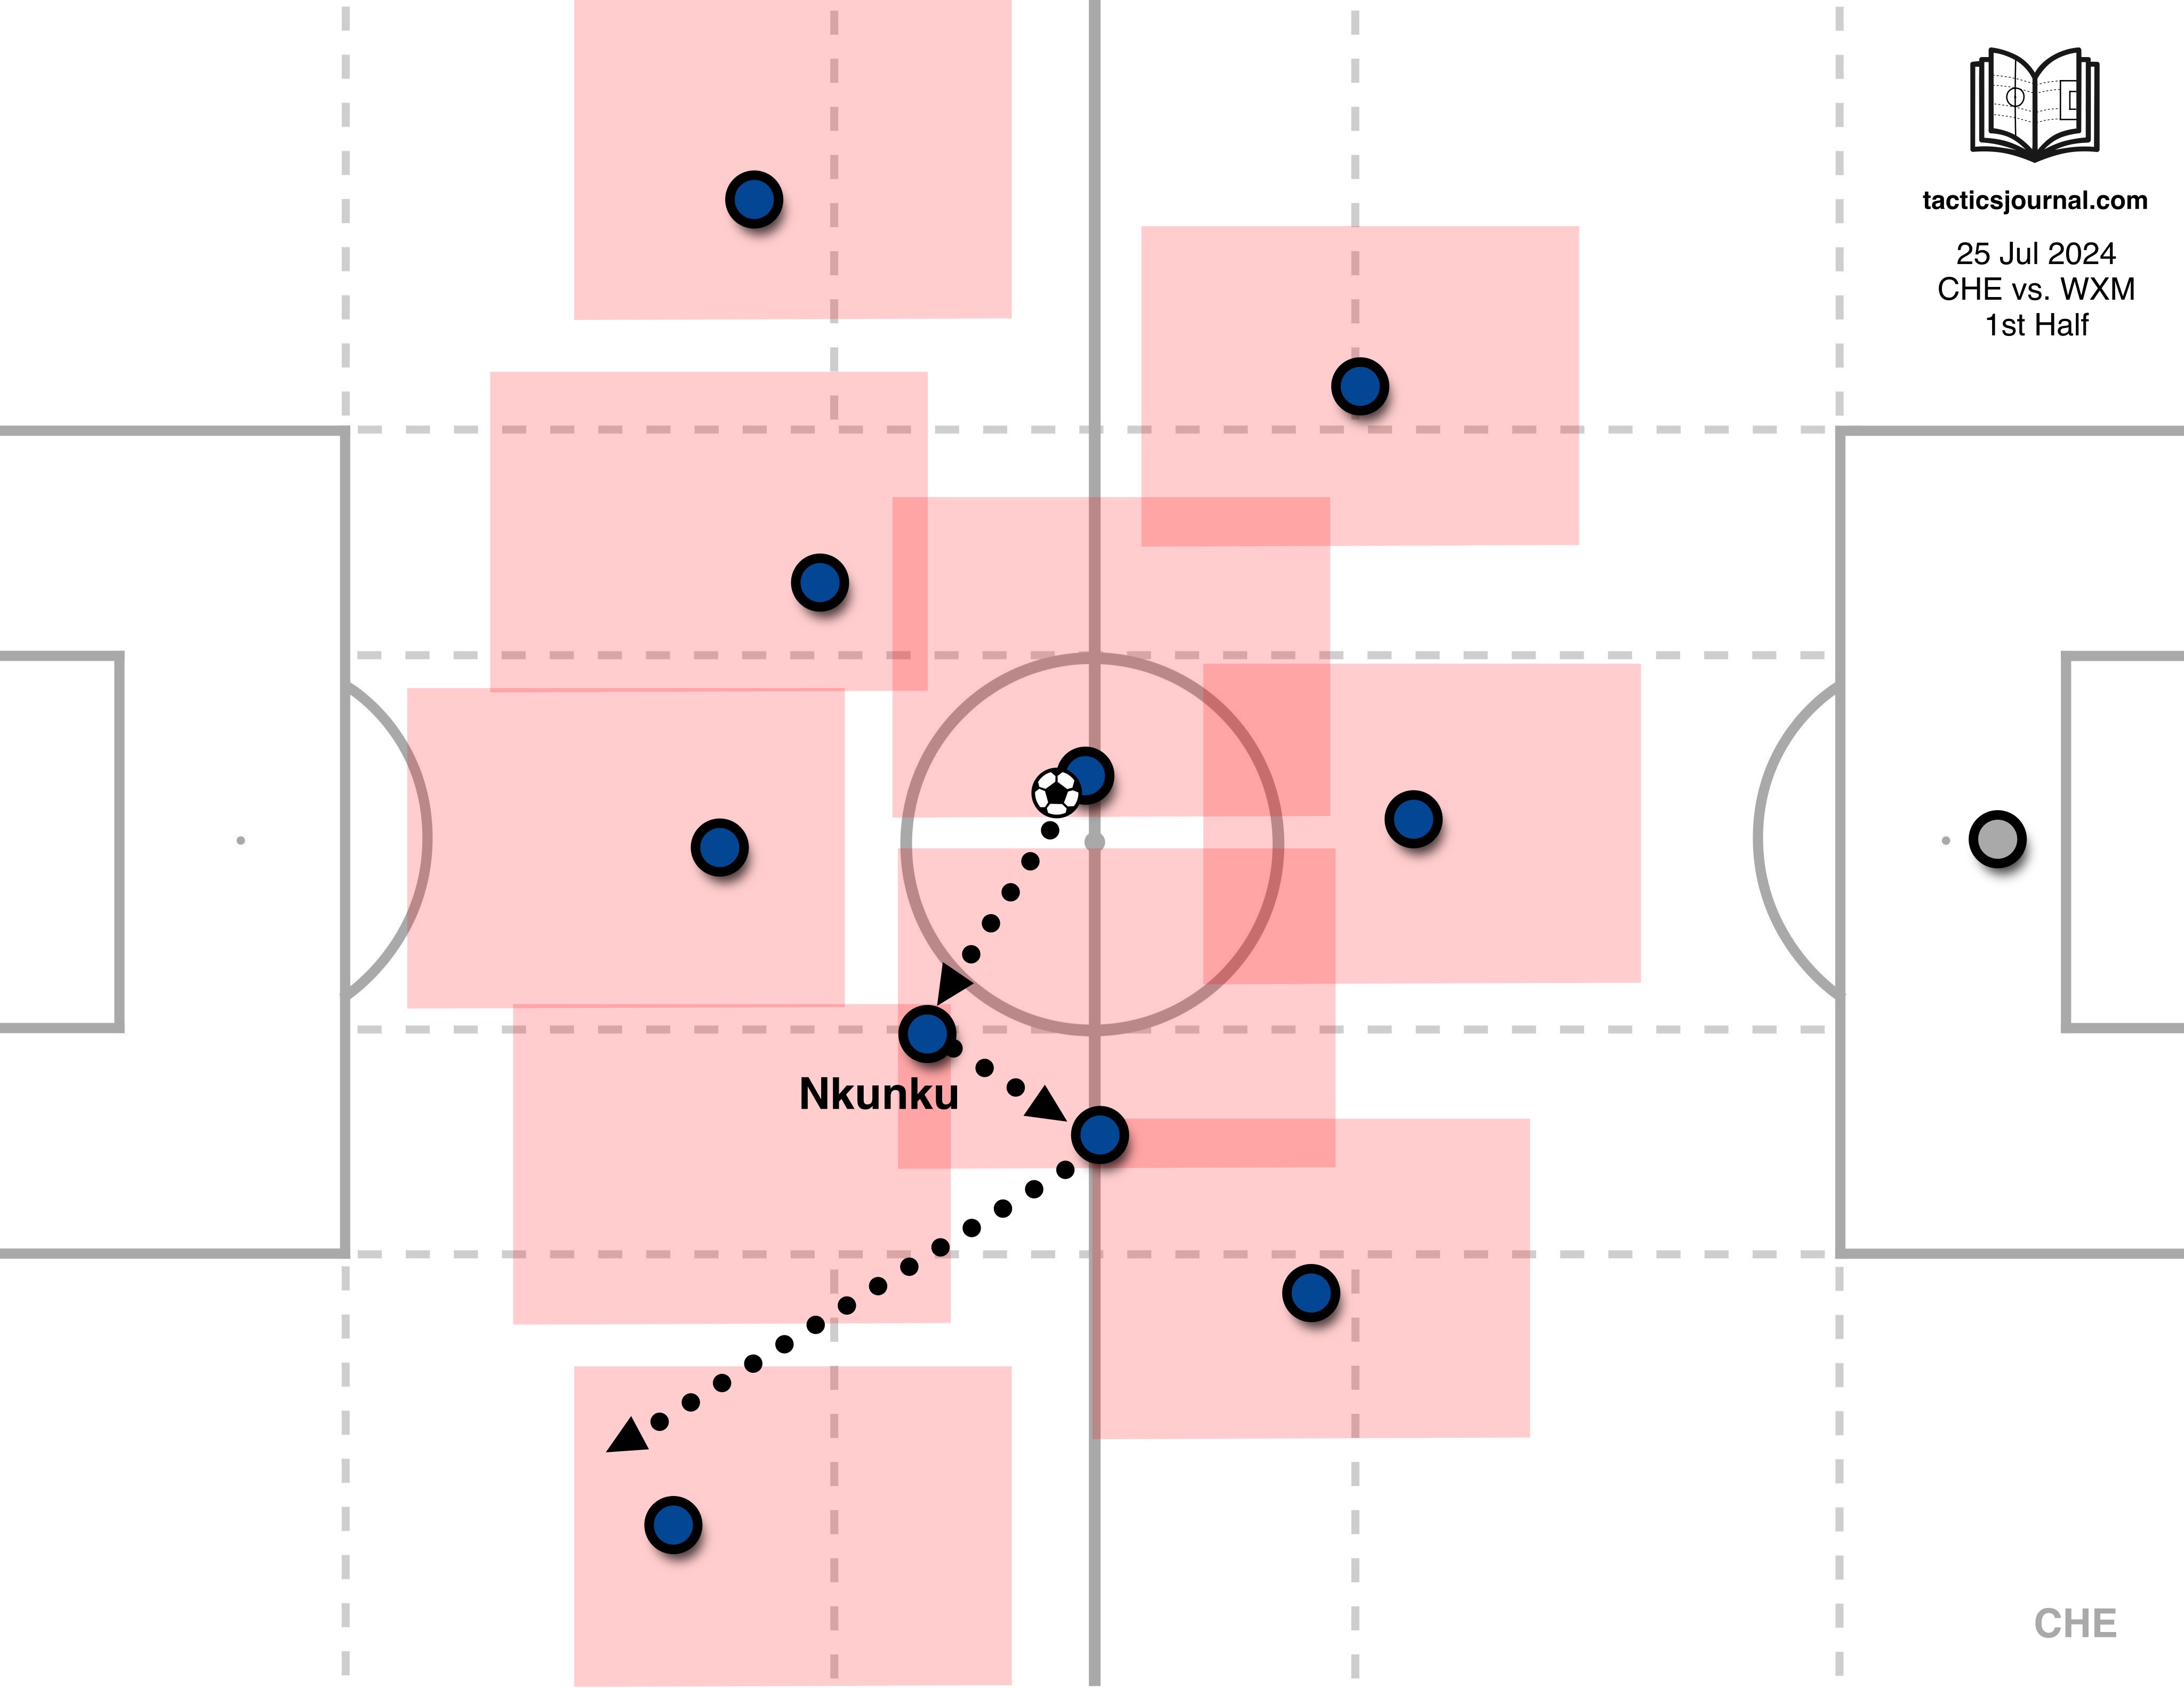 tacticsjournal.com
25 Jul 2024
CHE vs. WXM
1st Half
Nkunku
CHE